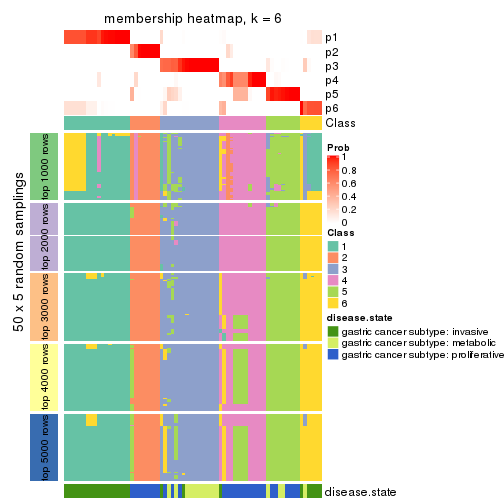 membership heatmap, k = 6
p1
p2
p3
p4
p5
p6
Class
50 x 5 random samplings
top 1000 rows
top 2000 rows
top 3000 rows
top 4000 rows
top 5000 rows
Prob
1
0.8
0.6
0.4
0.2
0
Class
1
2
3
4
5
6
disease.state
gastric cancer subtype: invasive
gastric cancer subtype: metabolic
gastric cancer subtype: proliferative
disease.state